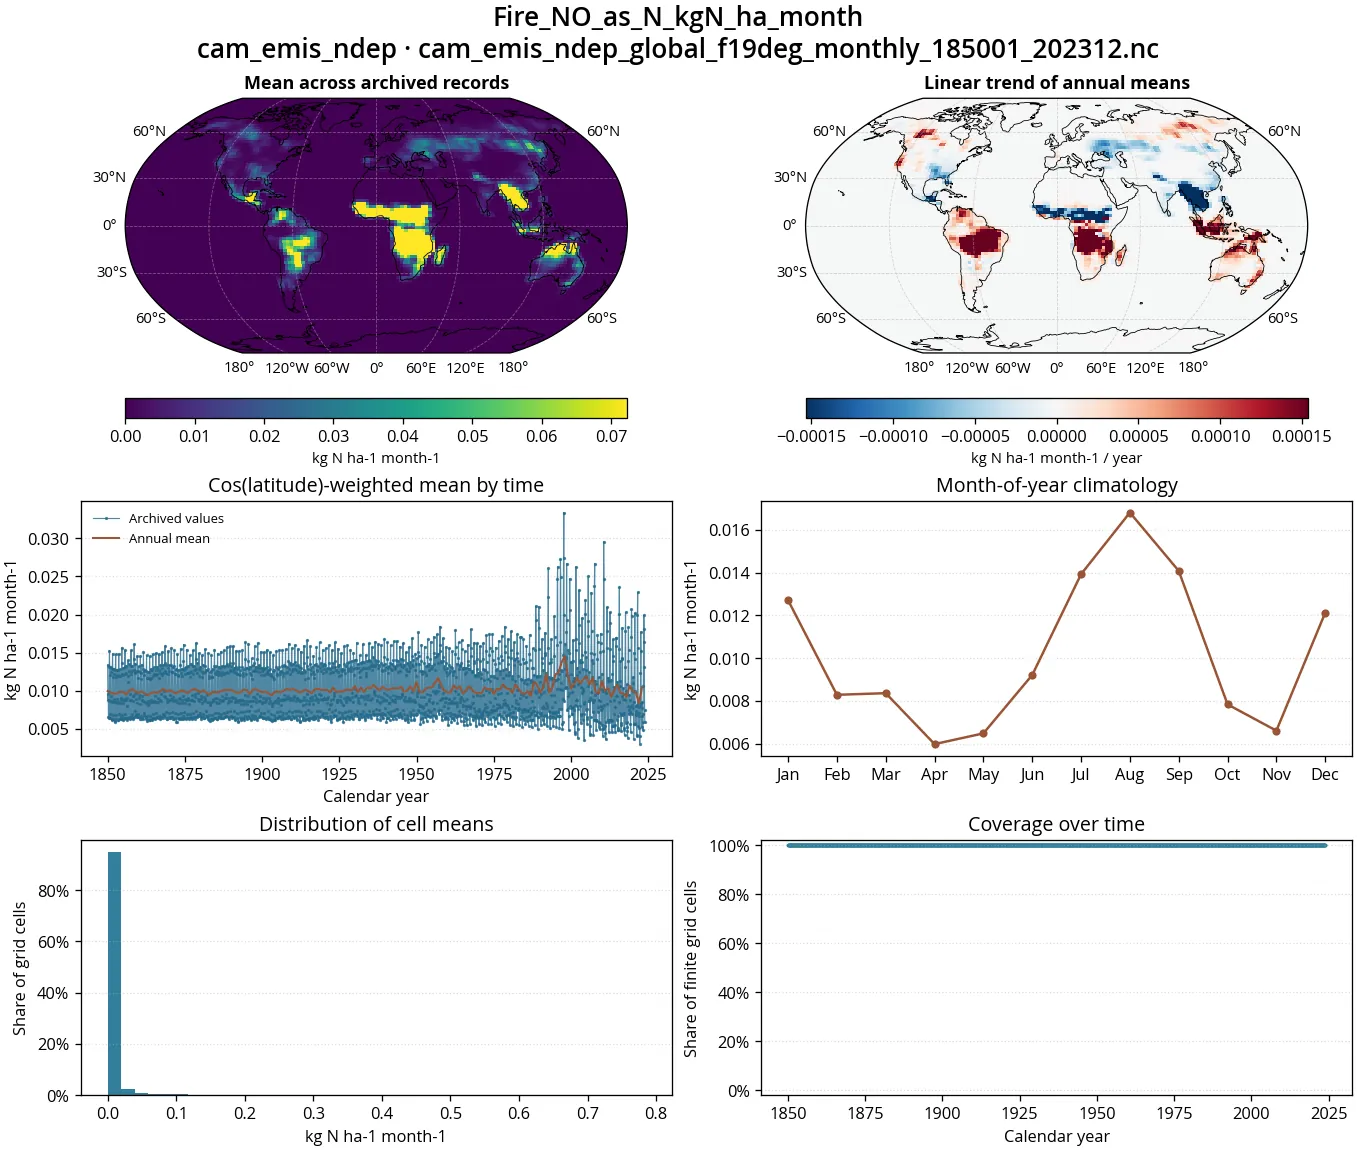 Fire_NO_as_N_kgN_ha_month
cam_emis_ndep · cam_emis_ndep_global_f19deg_monthly_185001_202312.nc
Mean across archived records
60°N 60°N
30°N
0°
30°S
60°S 60°S
180° 120°W 60°W 0° 60°E 120°E 180°
0.00 0.01 0.02 0.03 0.04 0.05 0.06 0.07
kg N ha-1 month-1
Linear trend of annual means
60°N 60°N
30°N
0°
30°S
60°S 60°S
180° 120°W 60°W 0° 60°E 120°E 180°
−0.00015 −0.00010 −0.00005 0.00000 0.00005 0.00010 0.00015
kg N ha-1 month-1 / year
Cos(latitude)-weighted mean by time
Archived values
Annual mean
kg N ha-1 month-1
0.030
0.025
0.020
0.015
0.010
0.005
1850 1875 1900 1925 1950 1975 2000 2025
Calendar year
Month-of-year climatology
kg N ha-1 month-1
0.016
0.014
0.012
0.010
0.008
0.006
Jan Feb Mar Apr May Jun Jul Aug Sep Oct Nov Dec
Distribution of cell means
Share of grid cells
80%
60%
40%
20%
0%
0.0 0.1 0.2 0.3 0.4 0.5 0.6 0.7 0.8
kg N ha-1 month-1
Coverage over time
Share of finite grid cells
100%
80%
60%
40%
20%
0%
1850 1875 1900 1925 1950 1975 2000 2025
Calendar year